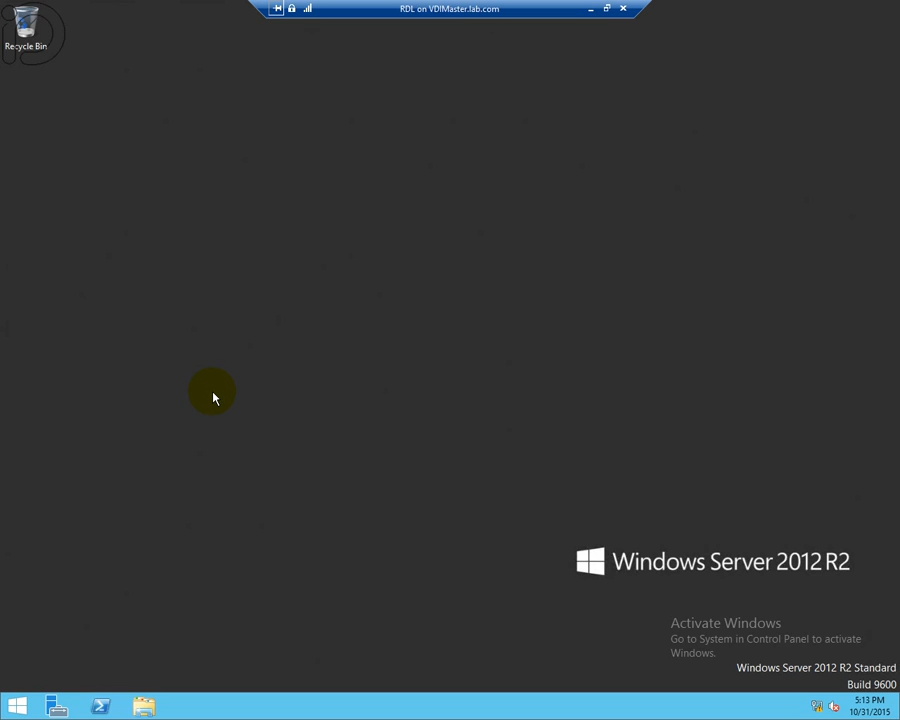 RDL on VDIMaster.lab.com
Recycle Bin
Windows Server 2012 R2
Activate Windows
Go to System in Control Panel to activate
Windows.
Windows Server 2012 R2 Standard
Build 9600
5:13 PM
10/31/2015